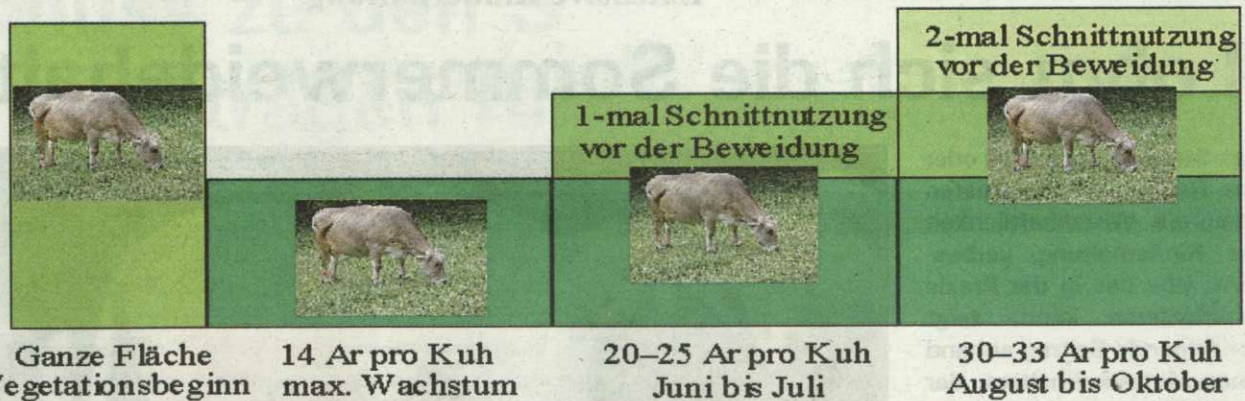 2-mal Schnittnutzung
vor der Beweidung
1-mal Schnittnutzung
vor der Beweidung
Ganze Fläche
Vegetationsbeginn
14 Ar pro Kuh
max. Wachstum
20–25 Ar pro Kuh
Juni bis Juli
30–33 Ar pro Kuh
August bis Oktober